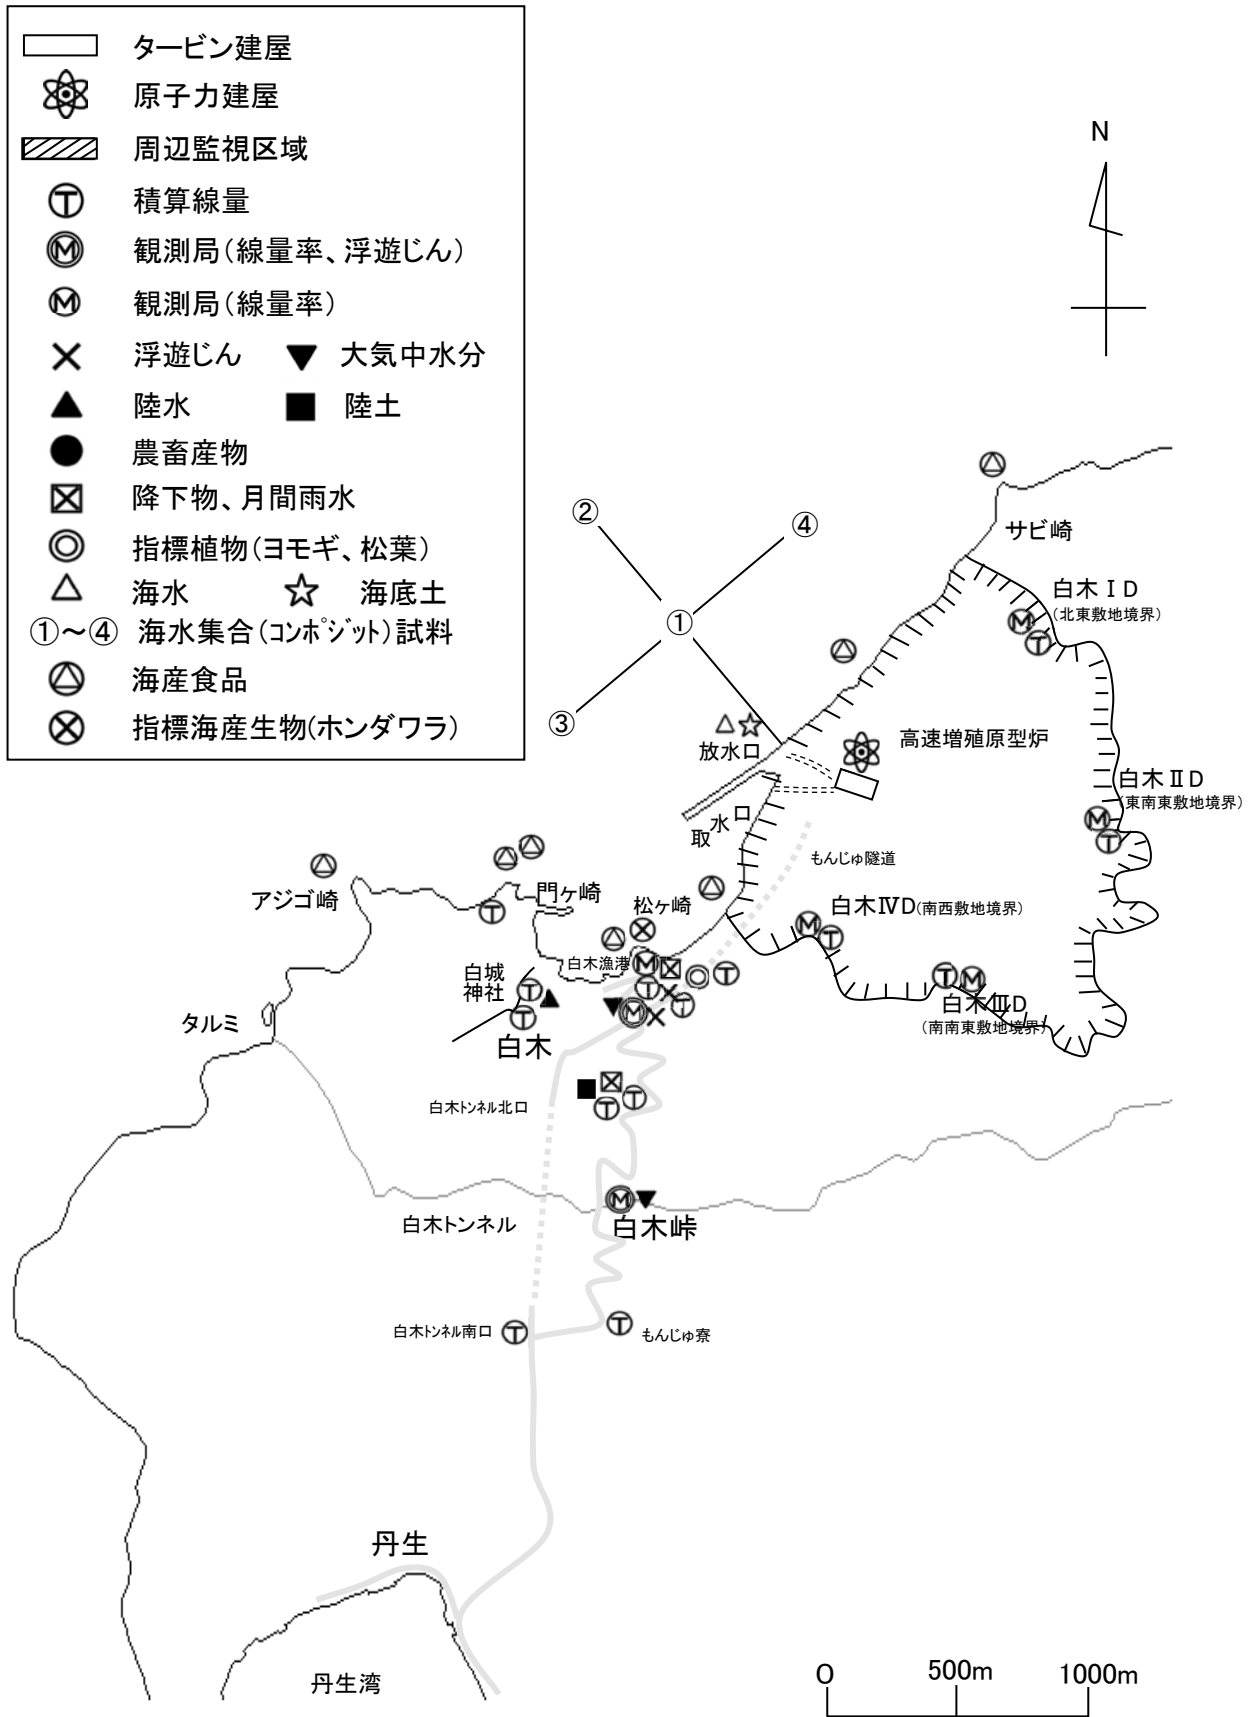 タービン建屋
原子力建屋
周辺監視区域
Ⓣ 積算線量
Ⓜ 観測局(線量率、浮遊じん)
Ⓜ 観測局(線量率)
浮遊じん 大気中水分
陸水 陸土
農畜産物
降下物、月間雨水
指標植物(ヨモギ、松葉)
海水 海底土
①～④ 海水集合(コンポジット)試料
海産食品
指標海産生物(ホンダワラ)
N
サビ崎
②
④
①
③
白木ⅠD
(北東敷地境界)
Ⓜ
Ⓣ
放水口
高速増殖原型炉
取水口
白木ⅡD
(東南東敷地境界)
Ⓜ
Ⓣ
もんじゅ隧道
アジゴ崎
門ヶ崎
Ⓣ
松ヶ崎
白木ⅣD(南西敷地境界)
Ⓜ
Ⓣ
白木漁港
Ⓜ
Ⓣ
Ⓣ
Ⓣ
Ⓜ
白城
神社
Ⓣ
Ⓣ
白木
Ⓣ Ⓜ
白木ⅢD
(南南東敷地境界)
タルミ
白木トンネル北口
Ⓣ
Ⓣ
Ⓜ
白木トンネル
白木峠
白木トンネル南口
Ⓣ
Ⓣ
もんじゅ寮
丹生
丹生湾
0 500m 1000m